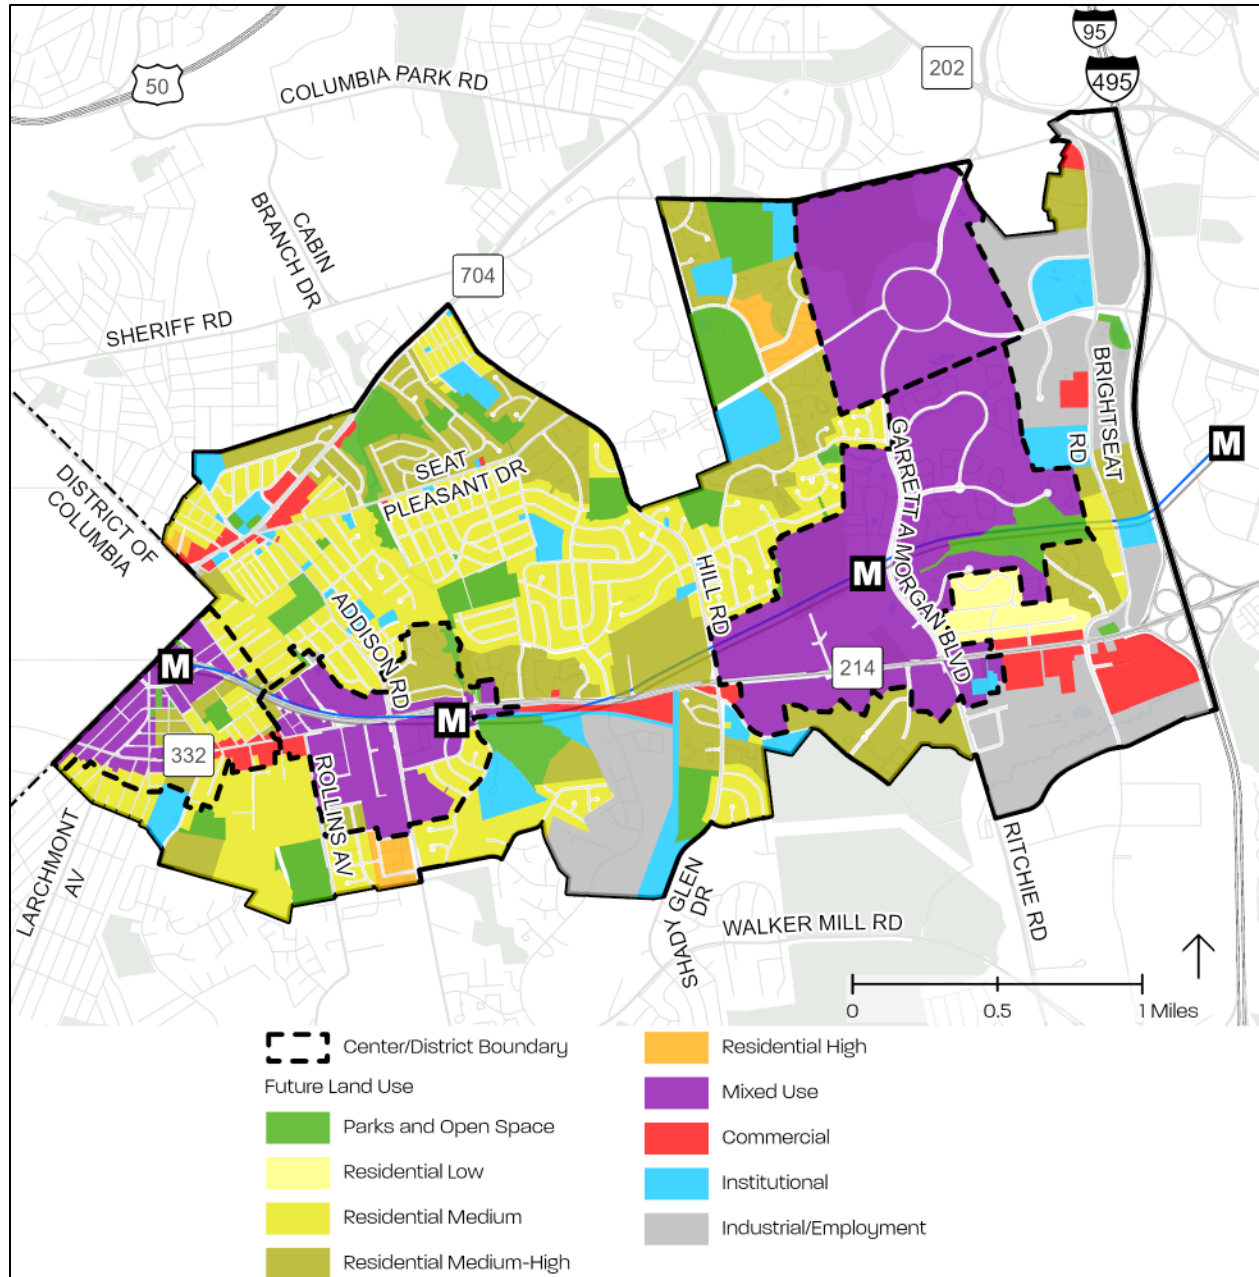 95
495
50
202
COLUMBIA PARK RD
CABIN
BRANCH DR
704
SHERIFF RD
BRIGHTSEAT
RD
M
SEAT
PLEASANT DR
GARRETT A MORGAN BLVD
DISTRICT OF
COLUMBIA
HILL RD
M
ADDISON RD
M
214
M
332
ROLLINS AV
LARCHMONT
AV
RITCHIE RD
SHADY GLEN
DR
WALKER MILL RD
0
0.5
1 Miles
Center/District Boundary
Future Land Use
Parks and Open Space
Residential Low
Residential Medium
Residential Medium-High
Residential High
Mixed Use
Commercial
Institutional
Industrial/Employment